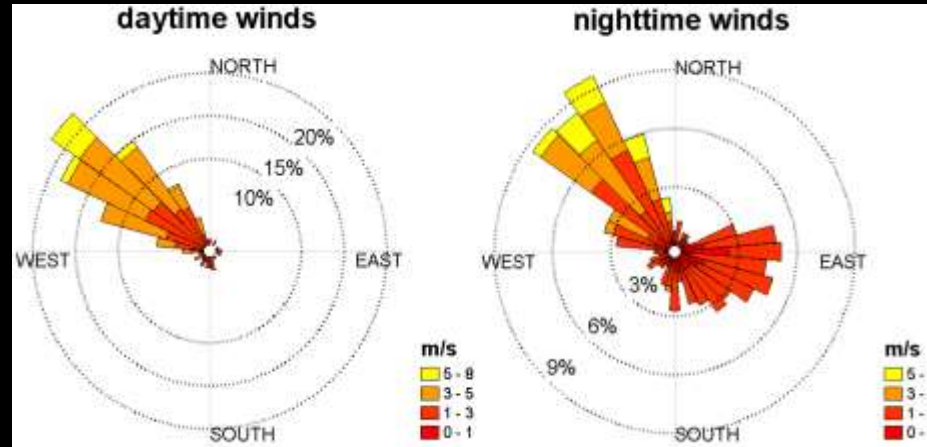 daytime winds
NORTH
20%
15%
10%
WEST
EAST
SOUTH
m/s
5 - 8
3 - 5
1 - 3
0 - 1
nighttime winds
NORTH
WEST
EAST
3%
6%
9%
SOUTH
m/s
5 -
3 -
1 -
0 -